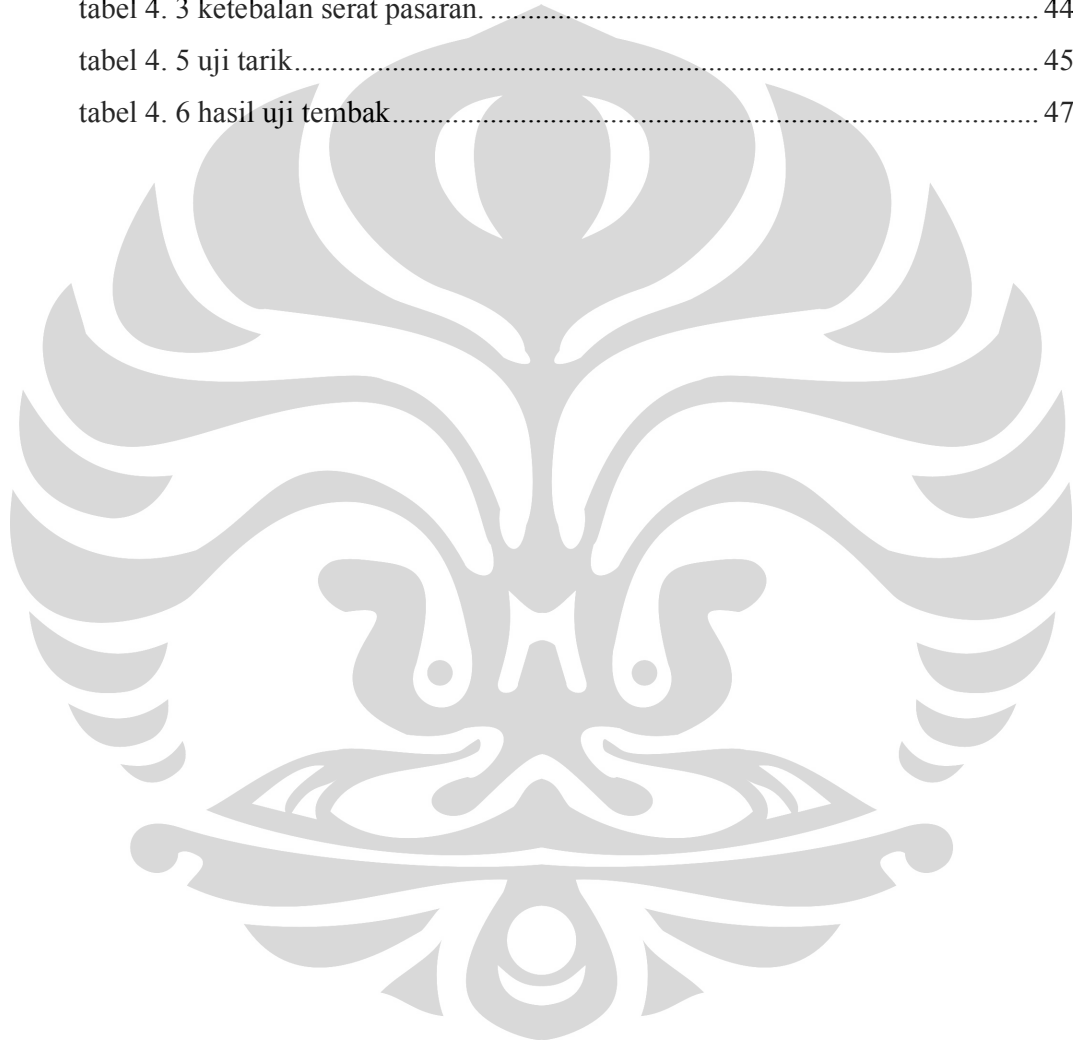 tabel 4. 3 ketebalan serat pasaran. ........................................................................ 44
tabel 4. 5 uji tarik.................................................................................................. 45
tabel 4. 6 hasil uji tembak..................................................................................... 47